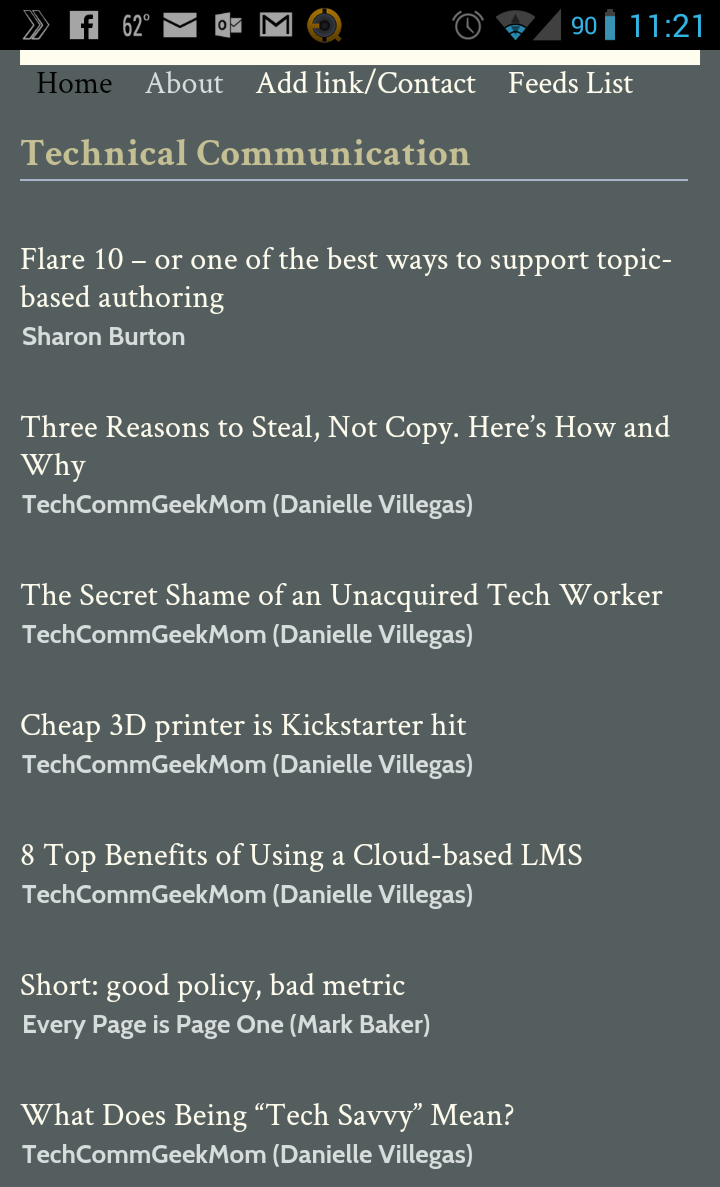 62° 90 11:21
Home About Add link/Contact Feeds List
Technical Communication
Flare 10 – or one of the best ways to support topic-
based authoring
Sharon Burton
Three Reasons to Steal, Not Copy. Here’s How and
Why
TechCommGeekMom (Danielle Villegas)
The Secret Shame of an Unacquired Tech Worker
TechCommGeekMom (Danielle Villegas)
Cheap 3D printer is Kickstarter hit
TechCommGeekMom (Danielle Villegas)
8 Top Benefits of Using a Cloud-based LMS
TechCommGeekMom (Danielle Villegas)
Short: good policy, bad metric
Every Page is Page One (Mark Baker)
What Does Being “Tech Savvy” Mean?
TechCommGeekMom (Danielle Villegas)